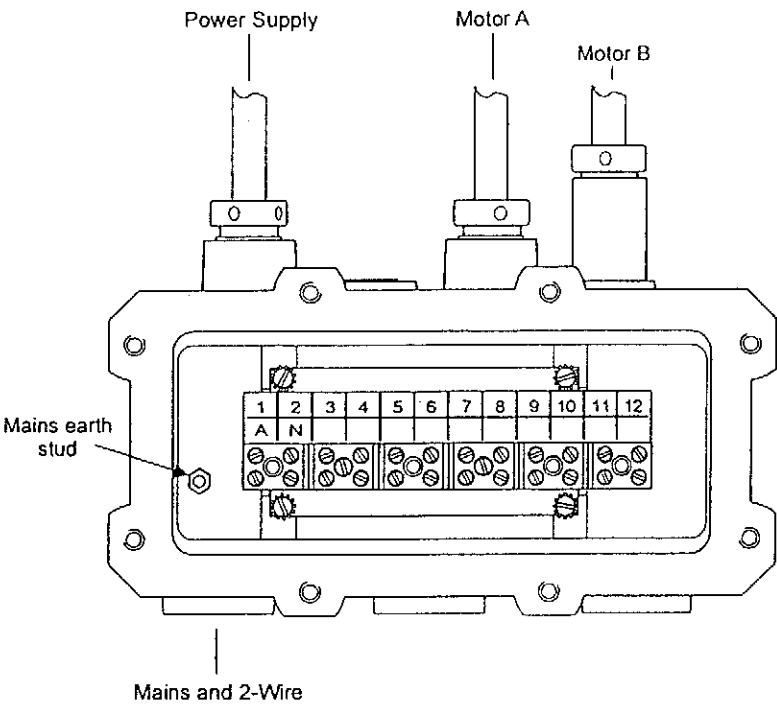 Power Supply
Motor A
Motor B
Mains earth
stud
1 2 3 4 5 6 7 8 9 10 11 12
A N
Mains and 2-Wire